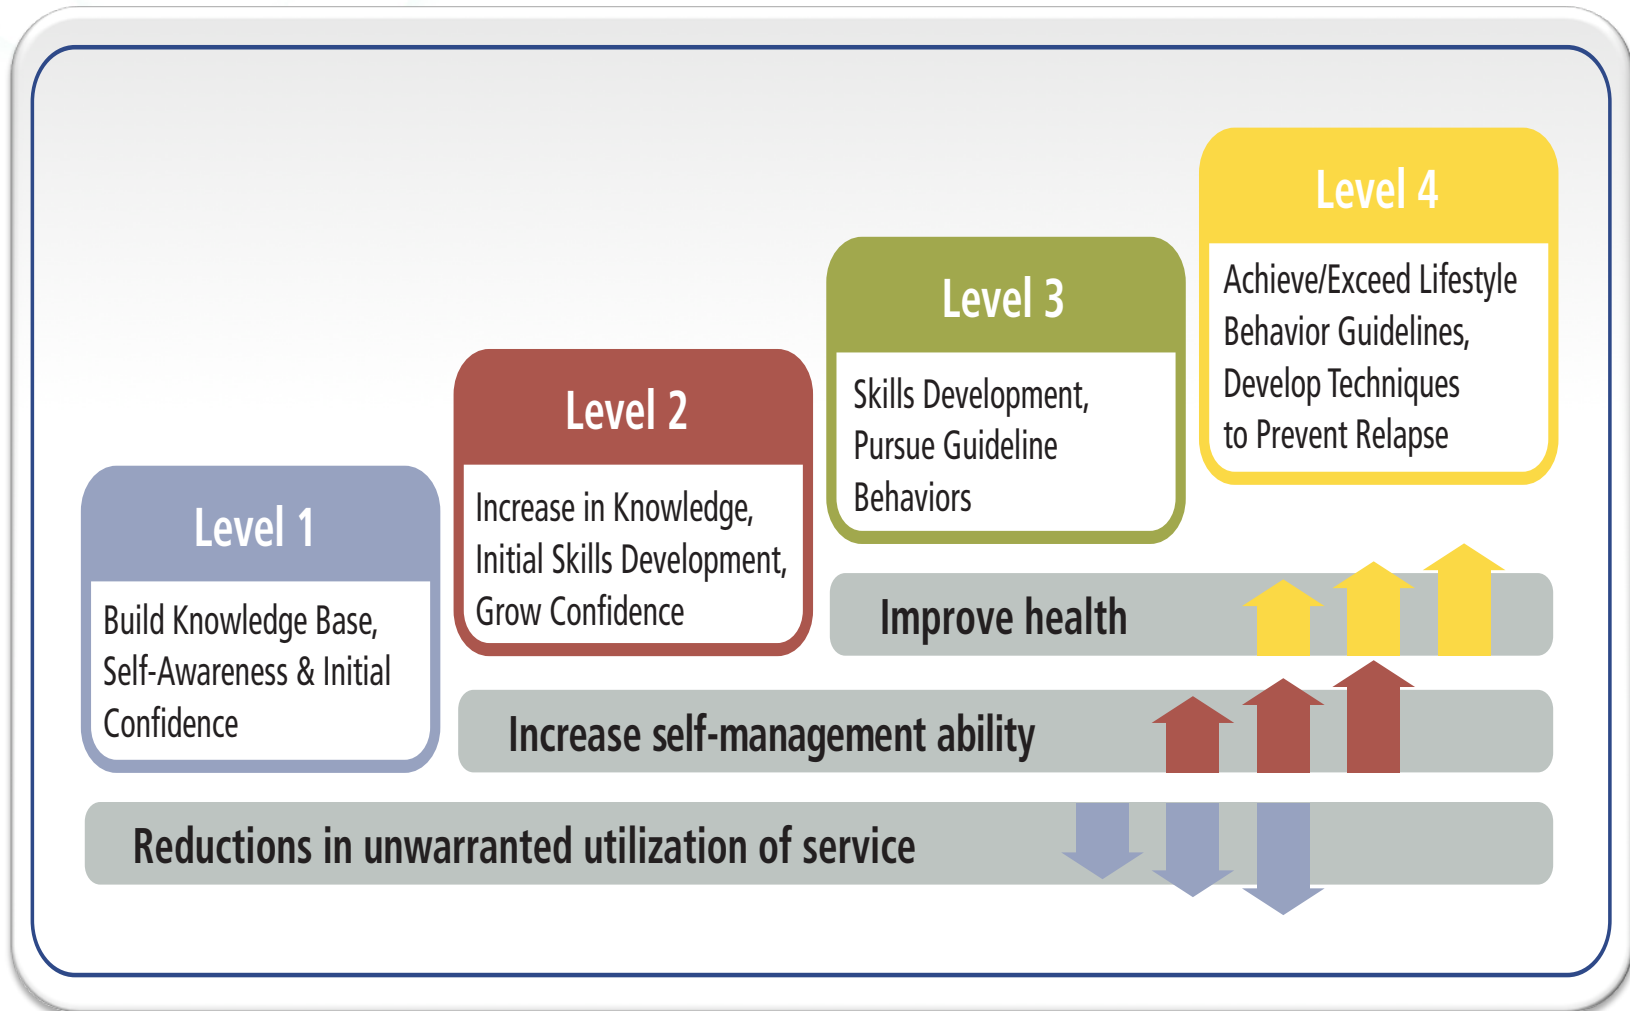 Level 1
Build Knowledge Base,
Self-Awareness & Initial
Confidence
Level 2
Increase in Knowledge,
Initial Skills Development,
Grow Confidence
Level 3
Skills Development,
Pursue Guideline
Behaviors
Level 4
Achieve/Exceed Lifestyle
Behavior Guidelines,
Develop Techniques
to Prevent Relapse
Improve health
Increase self-management ability
Reductions in unwarranted utilization of service